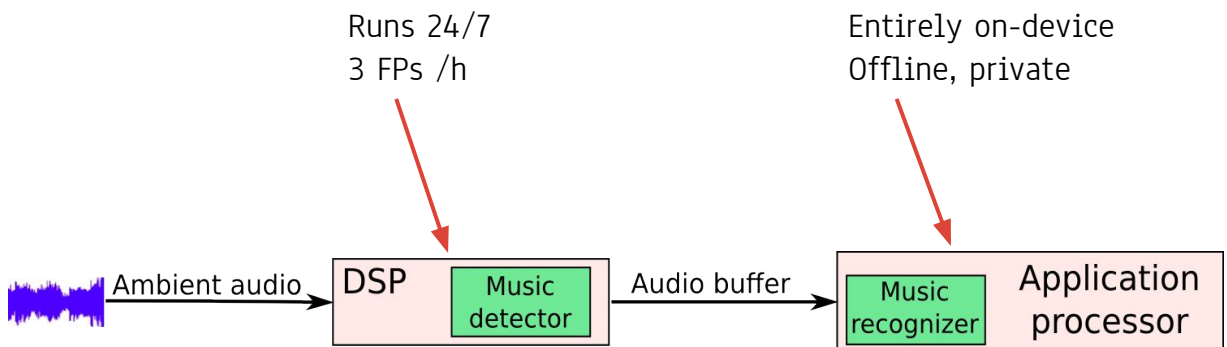 Runs 24/7
3 FPs /h
Entirely on-device
Offline, private
Ambient audio
DSP
Music
detector
Audio buffer
Music
recognizer
Application
processor